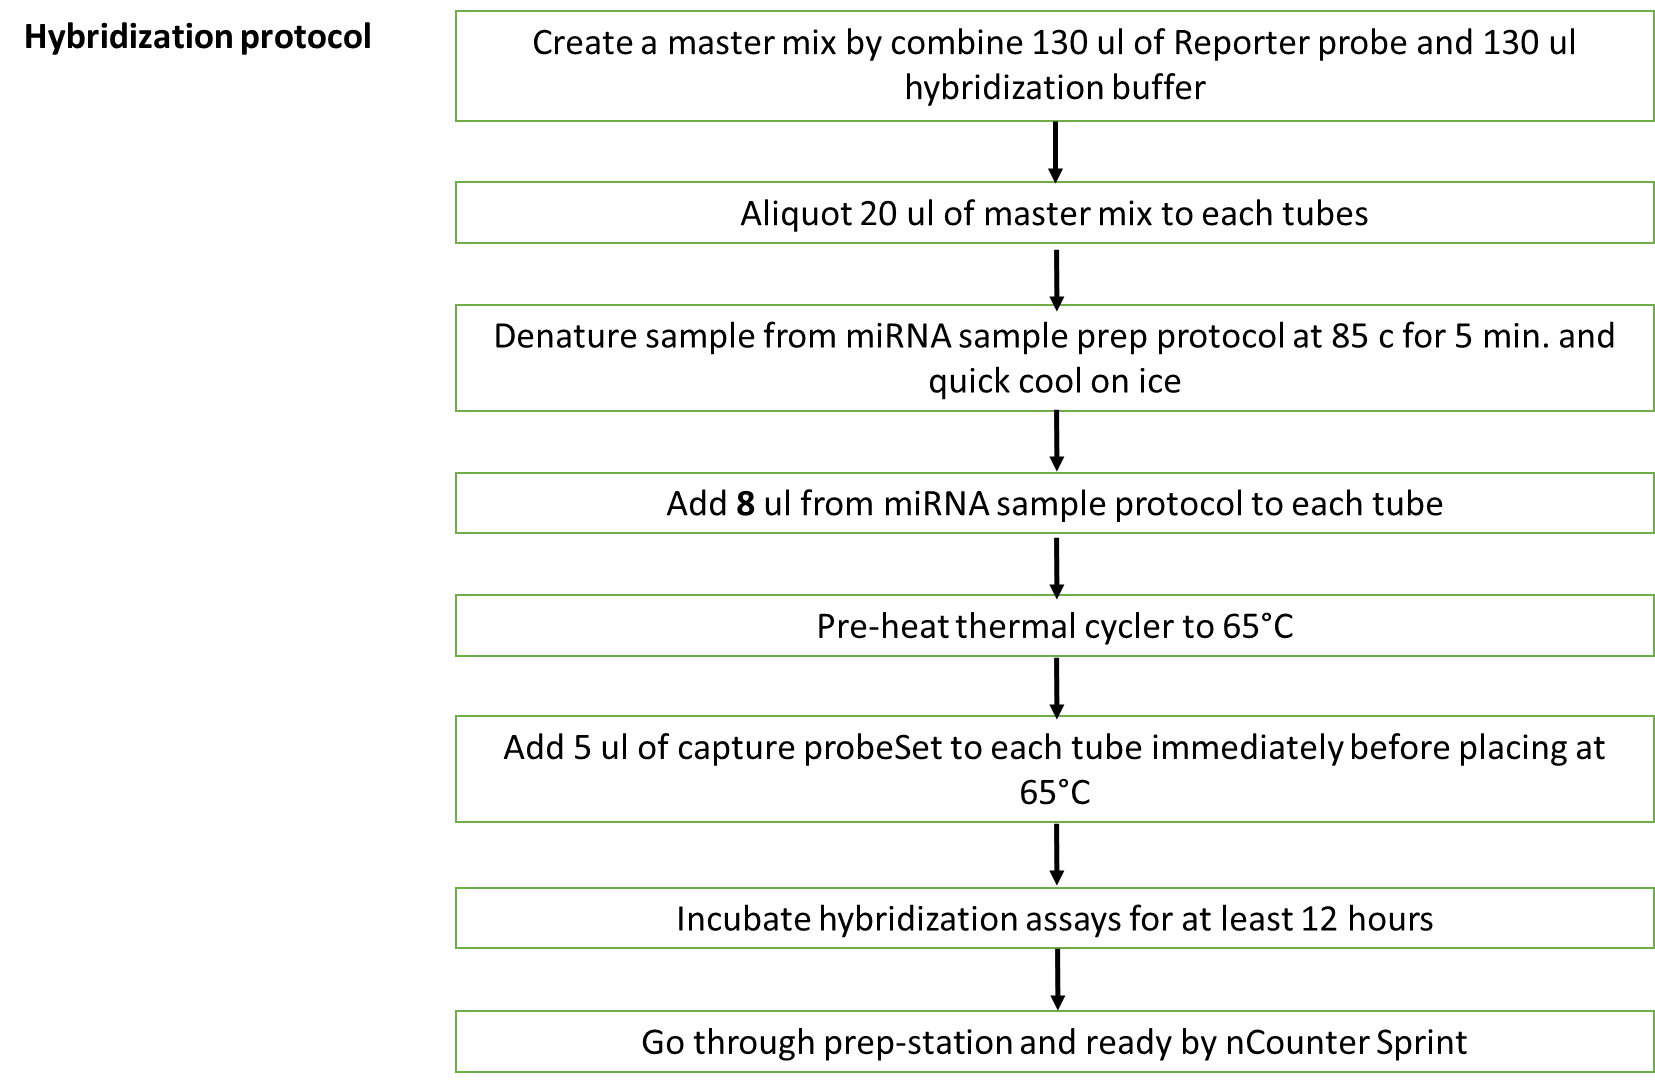 Hybridization protocol
Create a master mix by combine 130 ul of Reporter probe and 130 ul
hybridization buffer
Aliquot 20 ul of master mix to each tubes
Denature sample from miRNA sample prep protocol at 85 c for 5 min. and
quick cool on ice
Add 8 ul from miRNA sample protocol to each tube
Pre-heat thermal cycler to 65°C
Add 5 ul of capture probeSet to each tube immediately before placing at
65°C
Incubate hybridization assays for at least 12 hours
Go through prep-station and ready by nCounter Sprint